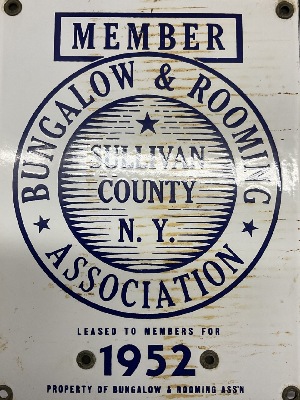 MEMBER
BUNGALOW & ROOMING
SULLIVAN
COUNTY
N. Y.
ASSOCIATION
LEASED TO MEMBERS FOR
1952
PROPERTY OF BUNGALOW & ROOMING ASS'N